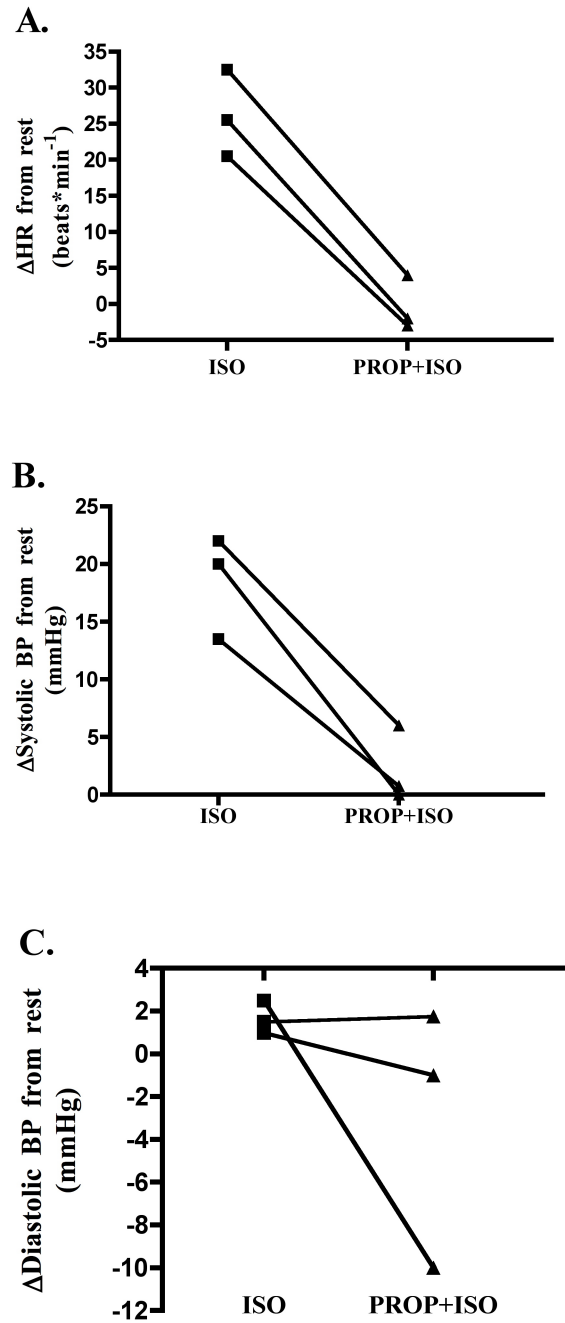 A.
35
30
25
20
15
10
5
0
-5
ΔHR from rest
(beats*min⁻¹)
ISO PROP+ISO
B.
25
20
15
10
5
0
ΔSystolic BP from rest
(mmHg)
ISO PROP+ISO
C.
4
2
0
-2
-4
-6
-8
-10
-12
ΔDiastolic BP from rest
(mmHg)
ISO PROP+ISO